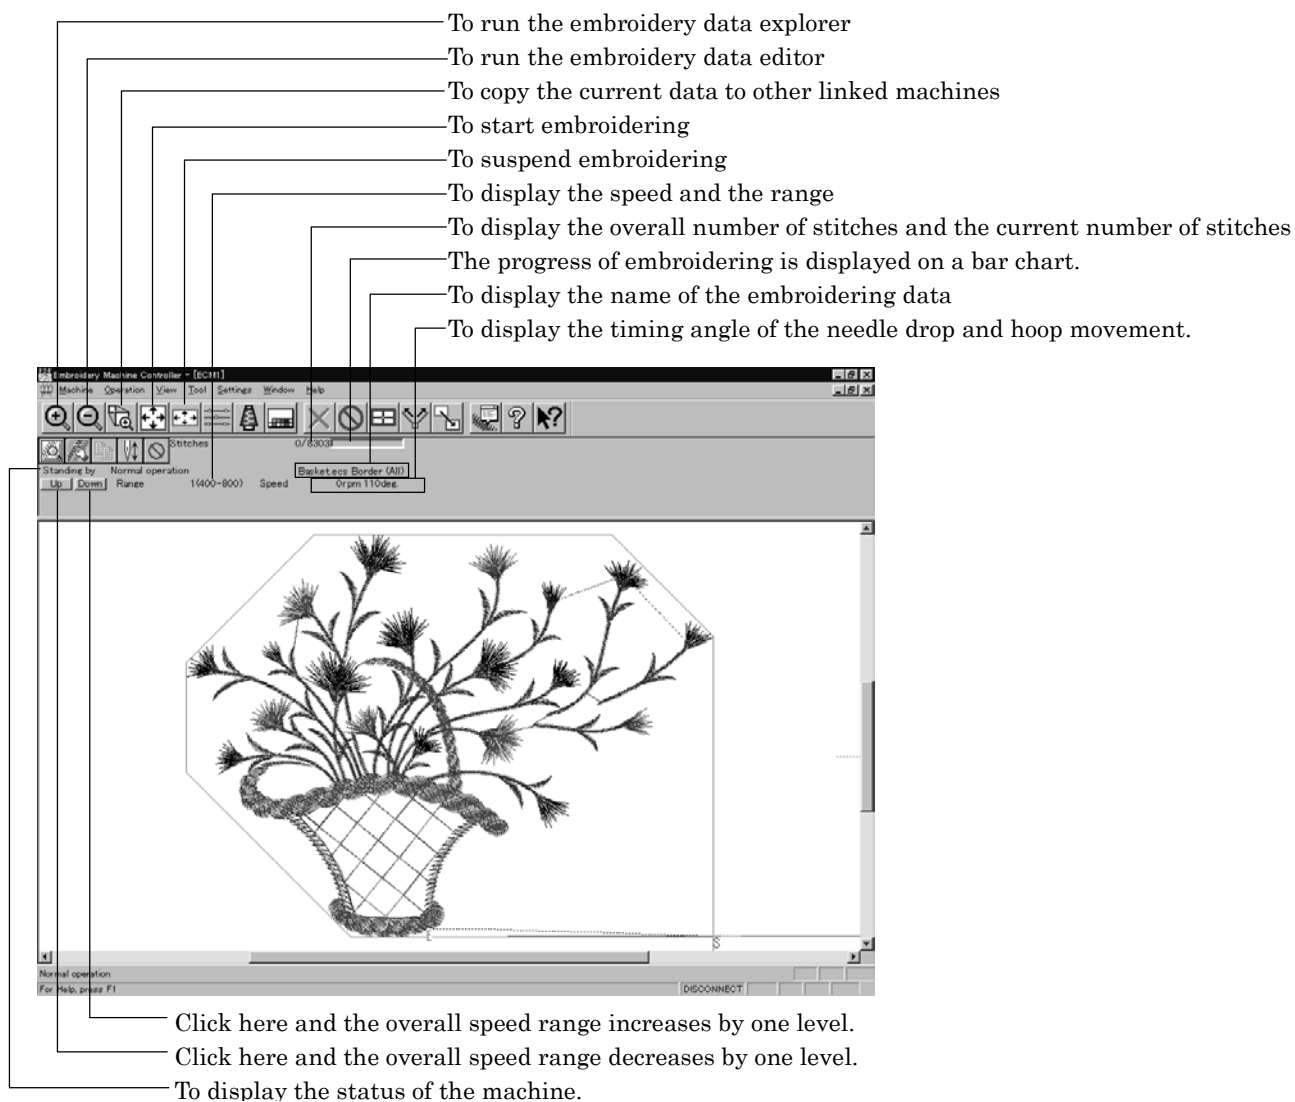 To run the embroidery data explorer
To run the embroidery data editor
To copy the current data to other linked machines
To start embroidering
To suspend embroidering
To display the speed and the range
To display the overall number of stitches and the current number of stitches
The progress of embroidering is displayed on a bar chart.
To display the name of the embroidering data
To display the timing angle of the needle drop and hoop movement.
Embroidery Machine Controller - [ECM1]
Machine Operation View Tool Settings Window Help
Stitches 0/8303
Standing by Normal operation Basket.ecs Border (All)
Up Down Range 1(400-800) Speed 0rpm 110deg.
E
S
Normal operation
For Help, press F1 DISCONNECT
Click here and the overall speed range increases by one level.
Click here and the overall speed range decreases by one level.
To display the status of the machine.